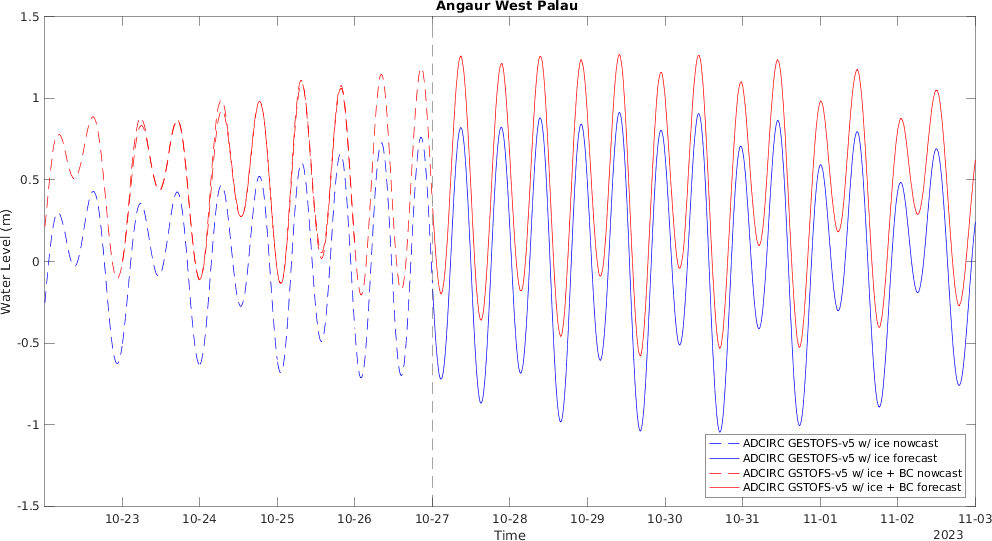 Angaur West Palau
1.5
1
0.5
0
-0.5
-1
-1.5
Water Level (m)
10-23 10-24 10-25 10-26 10-27 10-28 10-29 10-30 10-31 11-01 11-02 11-03
Time
2023
ADCIRC GESTOFS-v5 w/ ice nowcast
ADCIRC GESTOFS-v5 w/ ice forecast
ADCIRC GSTOFS-v5 w/ ice + BC nowcast
ADCIRC GSTOFS-v5 w/ ice + BC forecast